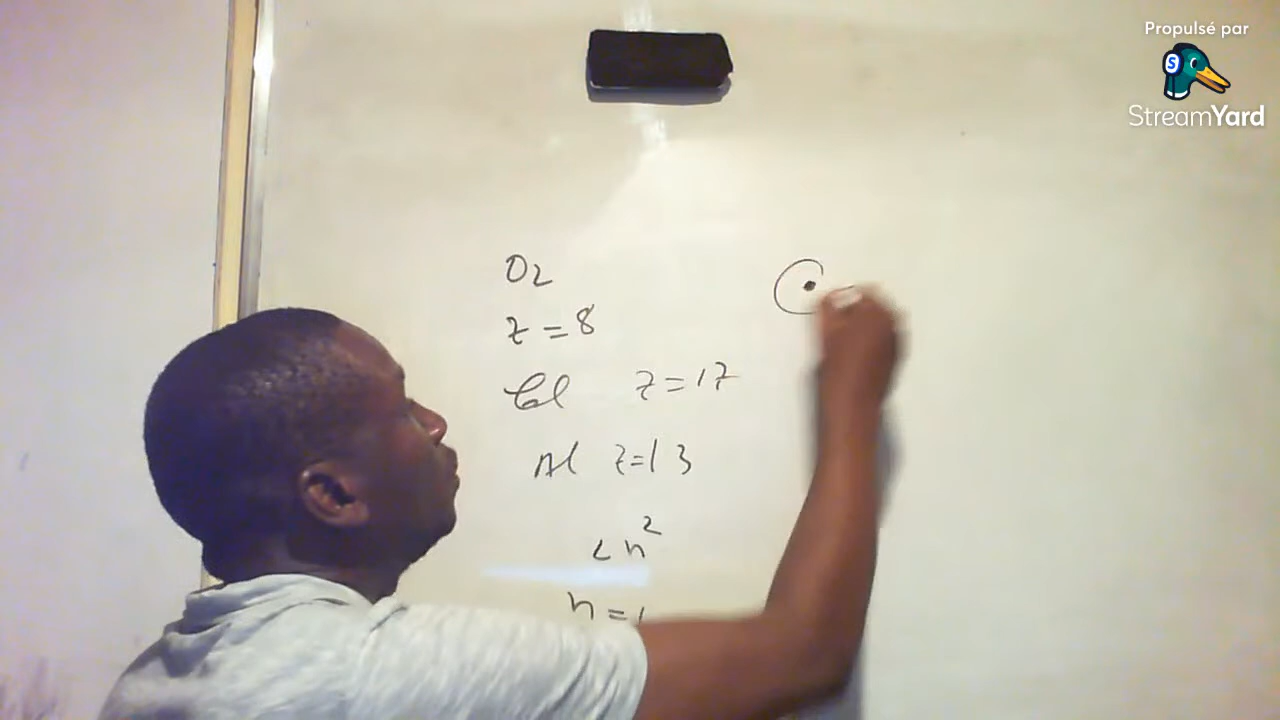 Propulsé par
StreamYard
O2
Z = 8
Cl Z = 17
Al Z = 13
2n²
n = 1